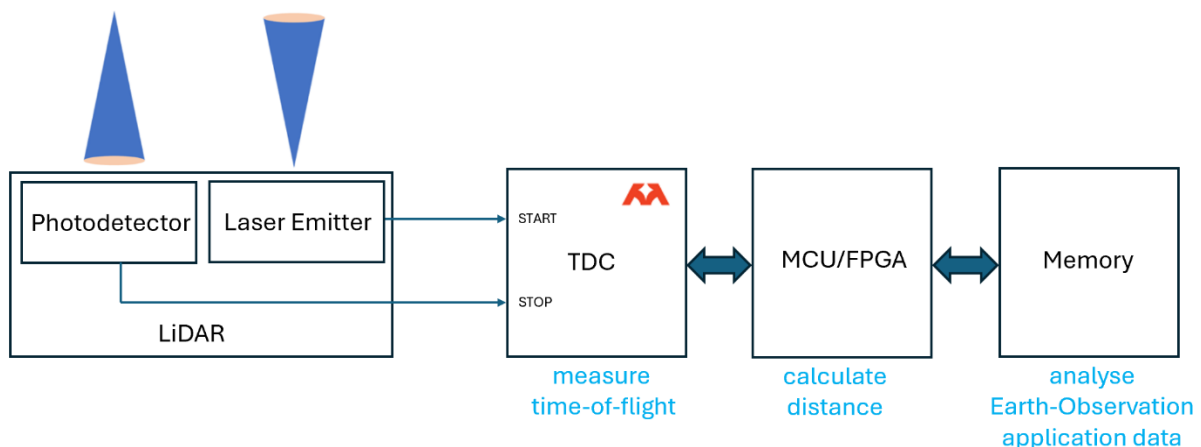 Photodetector
Laser Emitter
LiDAR
START
TDC
STOP
MCU/FPGA
Memory
measure
time-of-flight
calculate
distance
analyse
Earth-Observation
application data